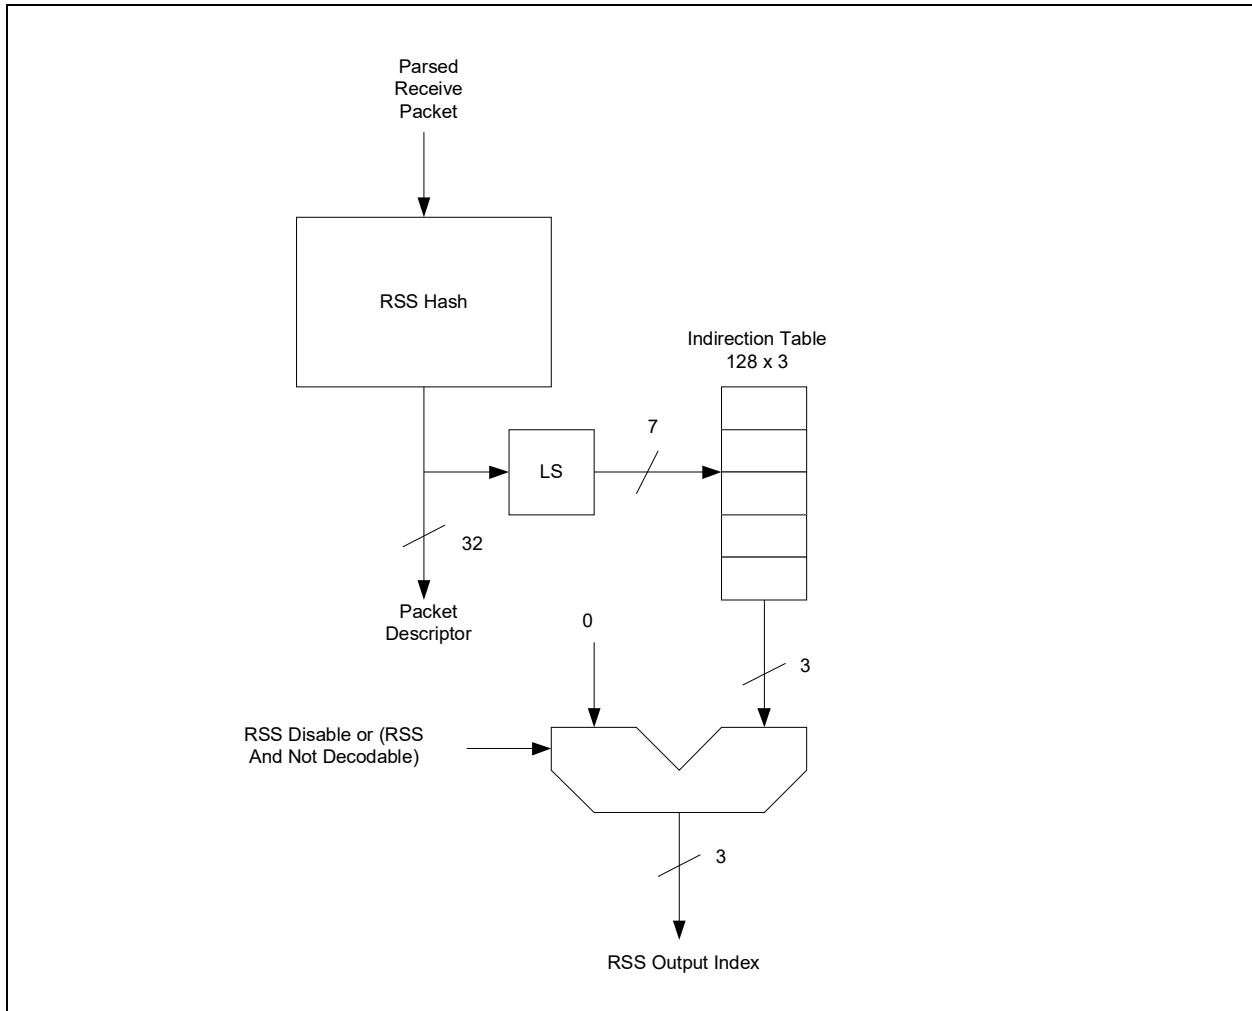 Parsed
Receive
Packet
RSS Hash
Indirection Table
128 x 3
7
LS
32
Packet
Descriptor
0
3
RSS Disable or (RSS
And Not Decodable)
3
RSS Output Index